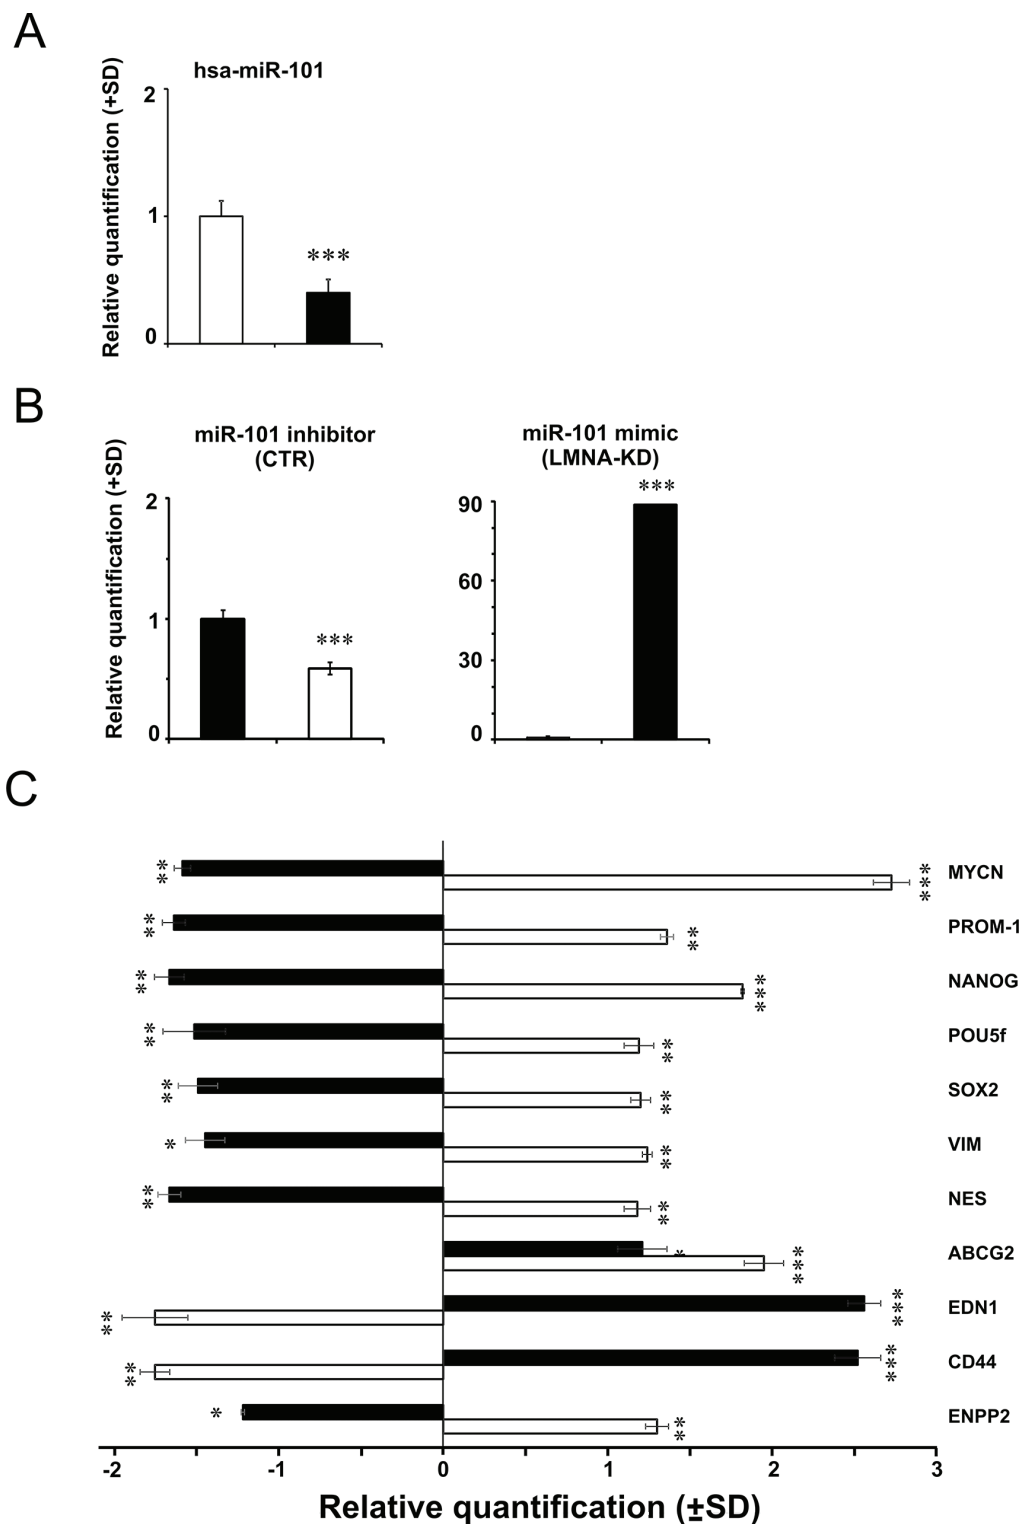 A
hsa-miR-101
Relative quantification (+SD)
2
1
0
***
B
miR-101 inhibitor
(CTR)
Relative quantification (+SD)
2
1
0
***
miR-101 mimic
(LMNA-KD)
90
60
30
0
***
C
** *** MYCN
** ** PROM-1
** *** NANOG
** ** POU5f
** ** SOX2
* ** VIM
** ** NES
* *** ABCG2
** *** EDN1
** *** CD44
* ** ENPP2
-2 -1 0 1 2 3
Relative quantification (±SD)